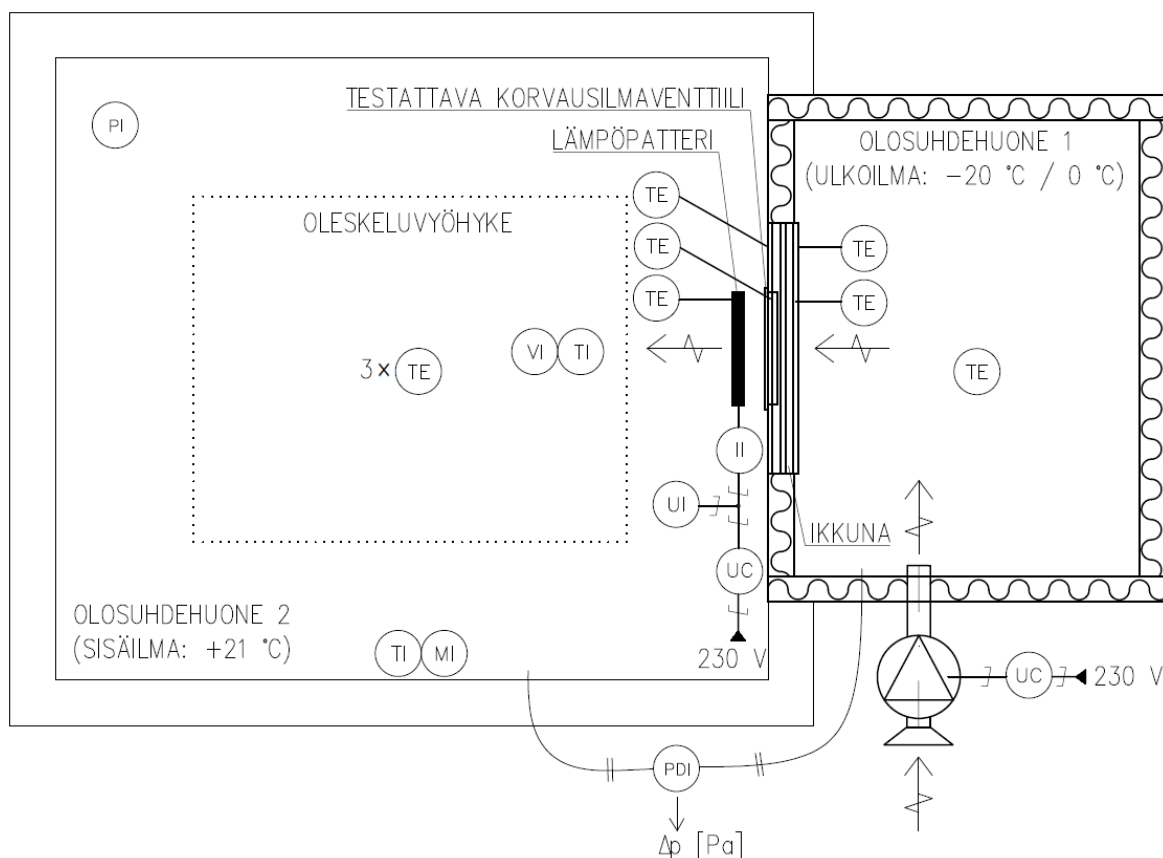 TESTATTAVA KORVAUSILMAVENTTIILI
LÄMPÖPATTERI
OLOSUHDEHUONE 1
(ULKOILMA: -20 °C / 0 °C)
PI
OLESKELUVYÖHYKE
TE
TE
TE
TE
TE
VI
TI
3x
TE
TE
II
UI
IKKUNA
UC
230 V
OLOSUHDEHUONE 2
(SISÄILMA: +21 °C)
TI
MI
UC
230 V
PDI
Δp [Pa]